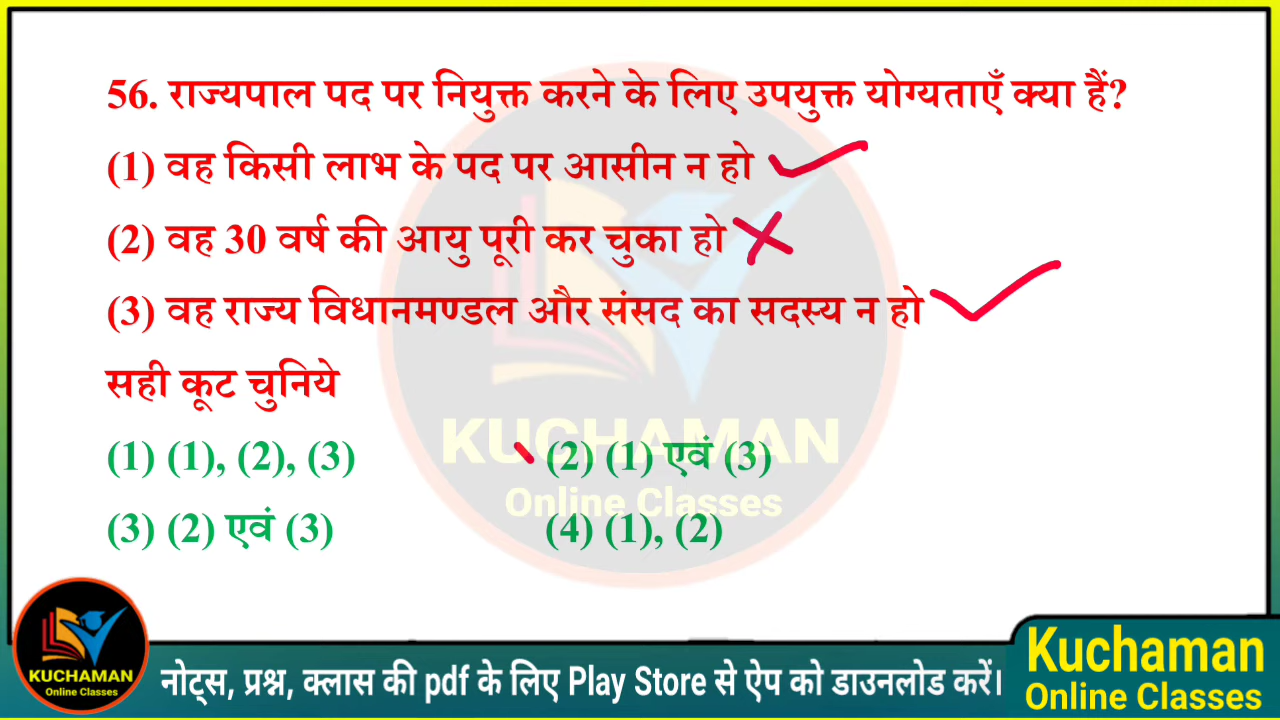 56. राज्यपाल पद पर नियुक्त करने के लिए उपयुक्त योग्यताएँ क्या हैं?
(1) वह किसी लाभ के पद पर आसीन न हो
(2) वह 30 वर्ष की आयु पूरी कर चुका हो
(3) वह राज्य विधानमण्डल और संसद का सदस्य न हो
सही कूट चुनिये
(1) (1), (2), (3) (2) (1) एवं (3)
KUCHAMAN
Online Classes
(3) (2) एवं (3) (4) (1), (2)
KUCHAMAN
Online Classes
नोट्स, प्रश्न, क्लास की pdf के लिए Play Store से ऐप को डाउनलोड करें।
Kuchaman
Online Classes